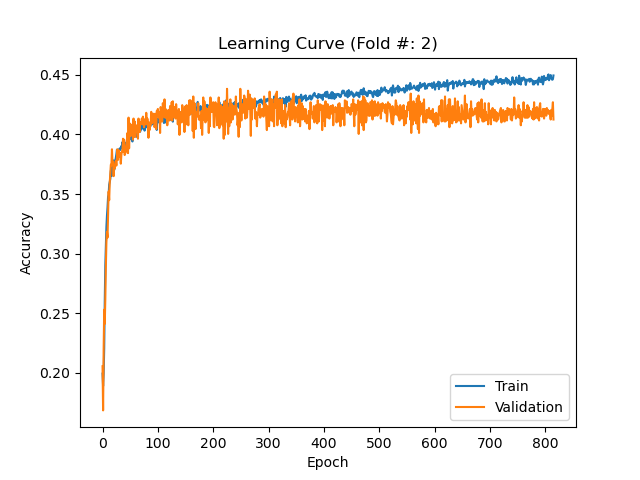 Learning Curve (Fold #: 2)
0.45
0.40
0.35
0.30
0.25
0.20
Accuracy
0 100 200 300 400 500 600 700 800
Epoch
Train
Validation